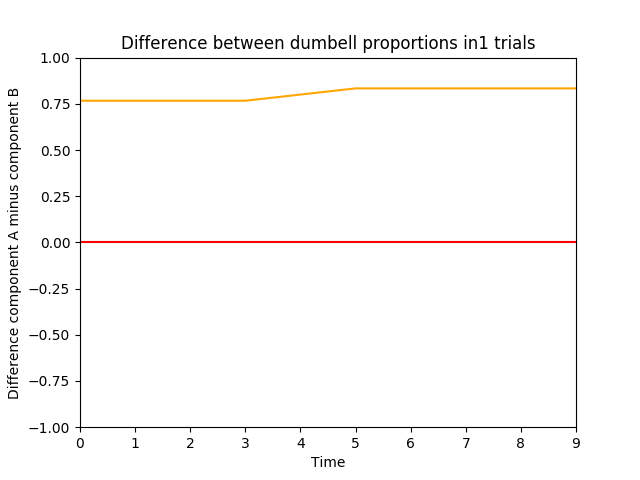 Difference between dumbell proportions in1 trials
Difference component A minus component B
1.00
0.75
0.50
0.25
0.00
−0.25
−0.50
−0.75
−1.00
0 1 2 3 4 5 6 7 8 9
Time